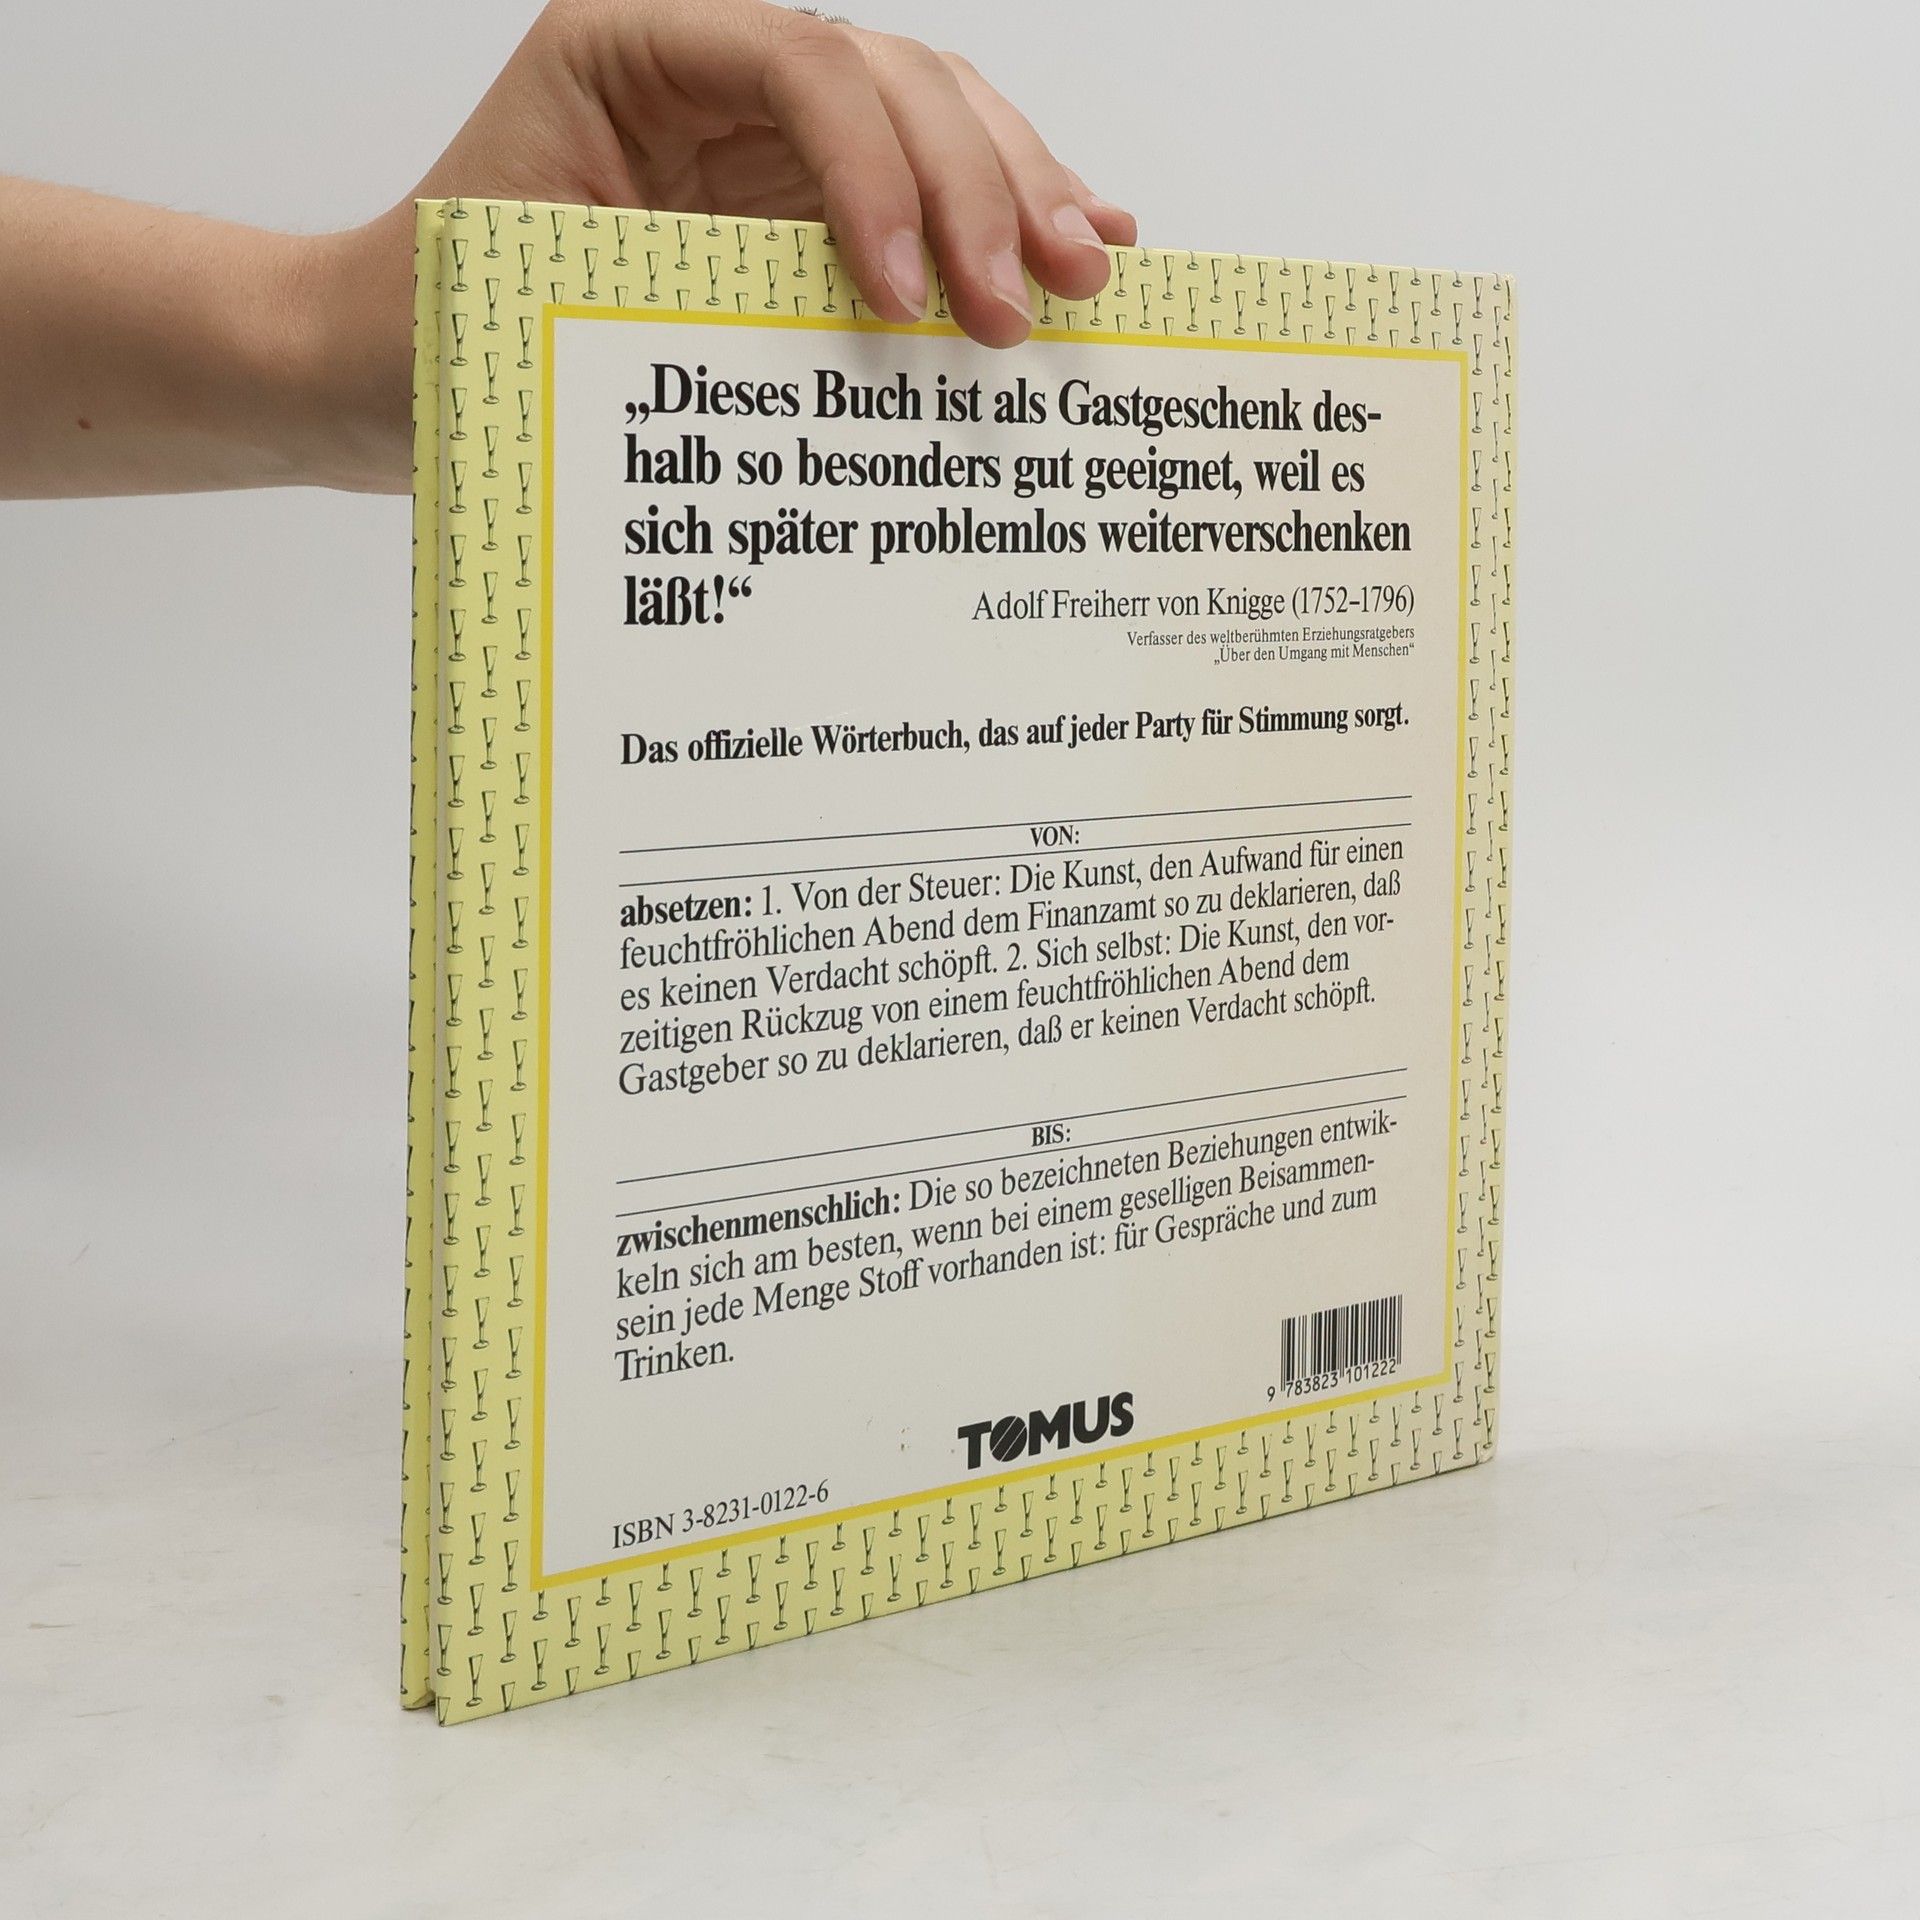 „Dieses Buch ist als Gastgeschenk des-
halb so besonders gut geeignet, weil es
sich später problemlos weiterverschenken
läßt!“
Adolf Freiherr von Knigge (1752–1796)
Verfasser des weltberühmten Erziehungsratgebers
„Über den Umgang mit Menschen“
Das offizielle Wörterbuch, das auf jeder Party für Stimmung sorgt.
VON:
absetzen: 1. Von der Steuer: Die Kunst, den Aufwand für einen
feuchtfröhlichen Abend dem Finanzamt so zu deklarieren, daß
es keinen Verdacht schöpft. 2. Sich selbst: Die Kunst, den vor-
zeitigen Rückzug von einem feuchtfröhlichen Abend dem
Gastgeber so zu deklarieren, daß er keinen Verdacht schöpft.
BIS:
zwischenmenschlich: Die so bezeichneten Beziehungen entwik-
keln sich am besten, wenn bei einem geselligen Beisammen-
sein jede Menge Stoff vorhanden ist: für Gespräche und zum
Trinken.
9 783823 101222
TOMUS
ISBN 3-8231-0122-6